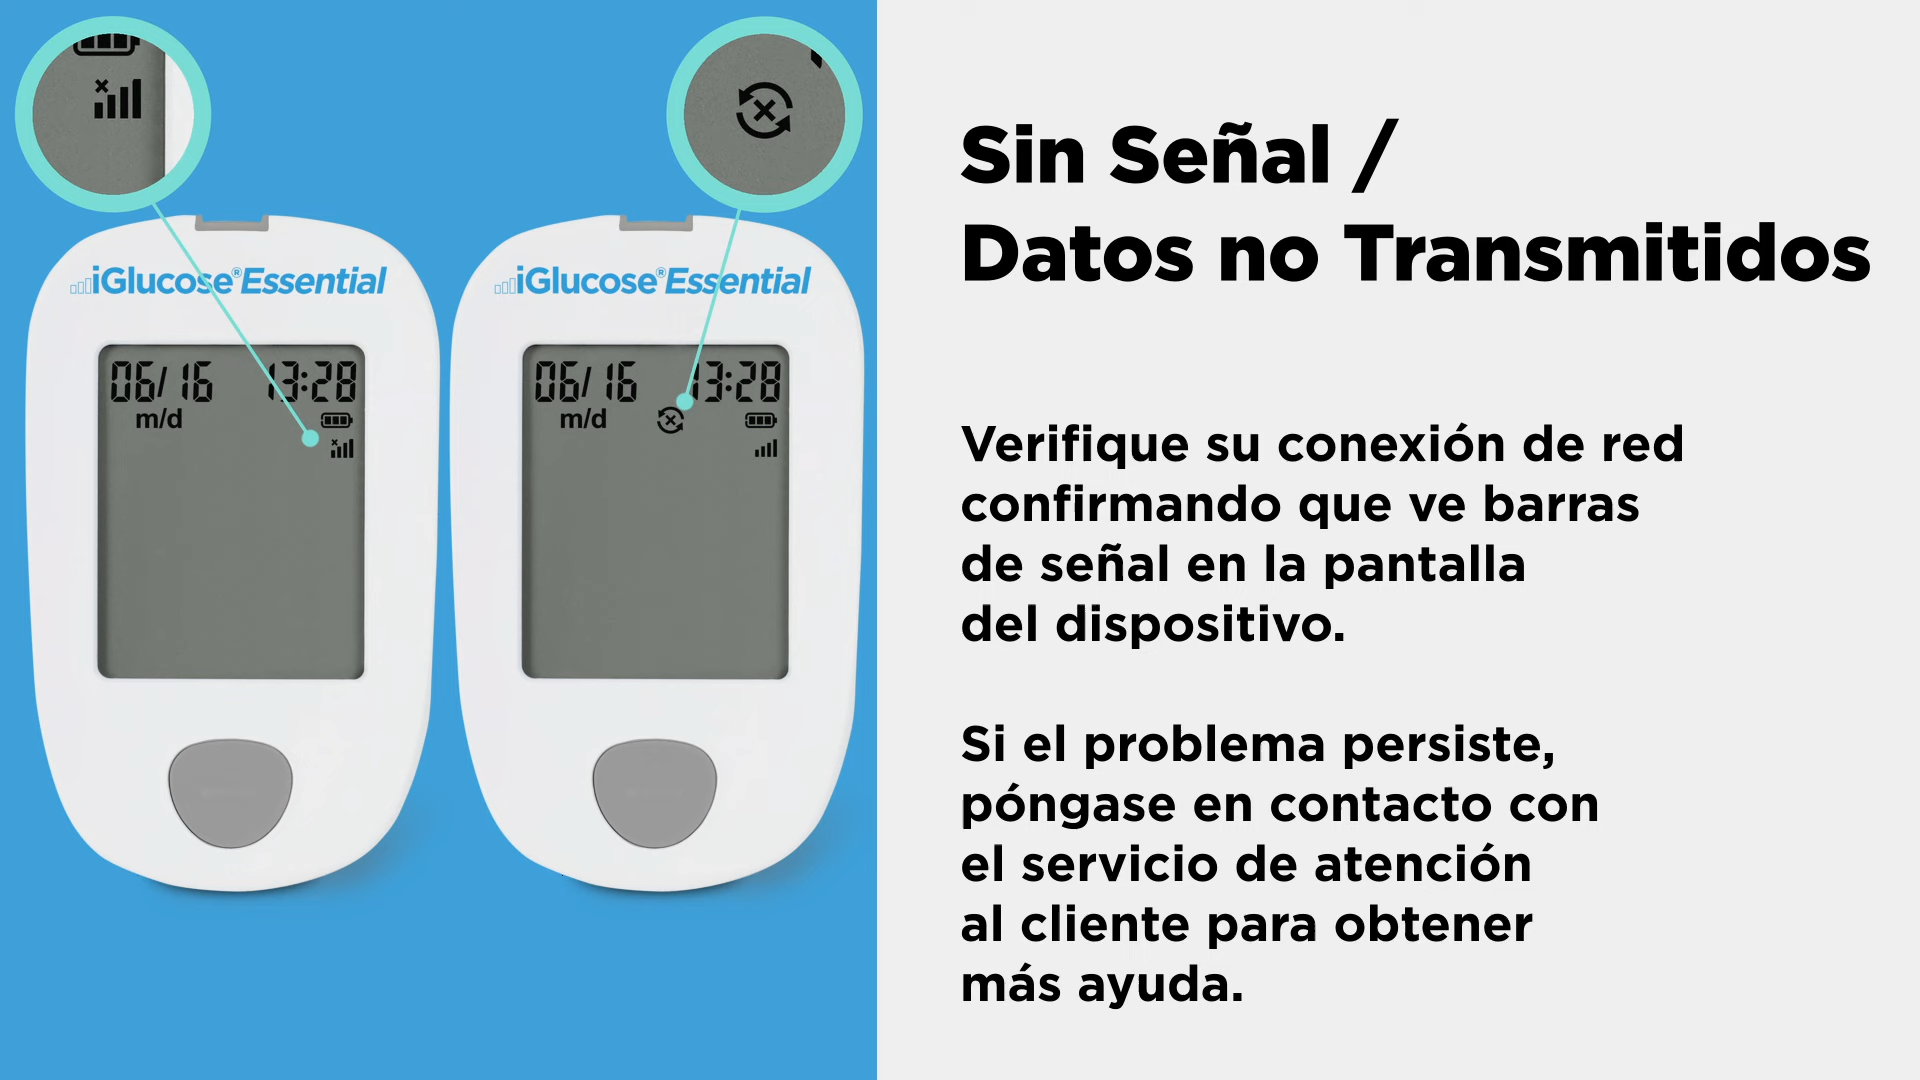 Sin Señal /
Datos no Transmitidos
Verifique su conexión de red
confirmando que ve barras
de señal en la pantalla
del dispositivo.
Si el problema persiste,
póngase en contacto con
el servicio de atención
al cliente para obtener
más ayuda.
iGlucose® Essential
06/16 13:28
m/d
iGlucose® Essential
06/16 13:28
m/d